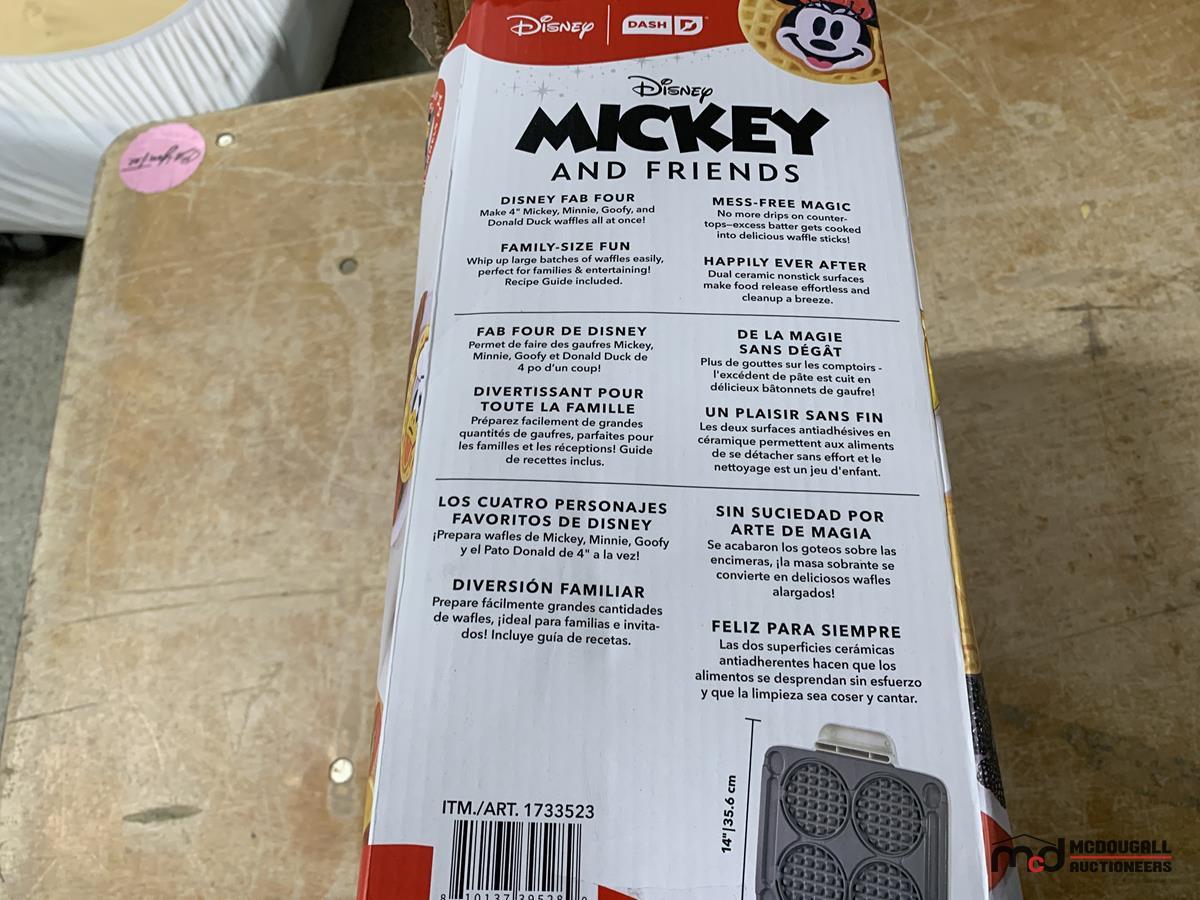 Disney DASH
Disney
MICKEY
AND FRIENDS
DISNEY FAB FOUR
Make 4" Mickey, Minnie, Goofy, and
Donald Duck waffles all at once!
FAMILY-SIZE FUN
Whip up large batches of waffles easily,
perfect for families & entertaining!
Recipe Guide included.
MESS-FREE MAGIC
No more drips on counter-
tops—excess batter gets cooked
into delicious waffle sticks!
HAPPILY EVER AFTER
Dual ceramic nonstick surfaces
make food release effortless and
cleanup a breeze.
FAB FOUR DE DISNEY
Permet de faire des gaufres Mickey,
Minnie, Goofy et Donald Duck de
4 po d'un coup!
DIVERTISSANT POUR
TOUTE LA FAMILLE
Préparez facilement de grandes
quantités de gaufres, parfaites pour
les familles et les réceptions! Guide
de recettes inclus.
DE LA MAGIE
SANS DÉGÂT
Plus de gouttes sur les comptoirs -
l'excédent de pâte est cuit en
délicieux bâtonnets de gaufre!
UN PLAISIR SANS FIN
Les deux surfaces antiadhésives en
céramique permettent aux aliments
de se détacher sans effort et le
nettoyage est un jeu d'enfant.
LOS CUATRO PERSONAJES
FAVORITOS DE DISNEY
¡Prepara wafles de Mickey, Minnie, Goofy
y el Pato Donald de 4" a la vez!
DIVERSIÓN FAMILIAR
Prepare fácilmente grandes cantidades
de wafles, ¡ideal para familias e invita-
dos! Incluye guía de recetas.
SIN SUCIEDAD POR
ARTE DE MAGIA
Se acabaron los goteos sobre las
encimeras, ¡la masa sobrante se
convierte en deliciosos wafles
alargados!
FELIZ PARA SIEMPRE
Las dos superficies cerámicas
antiadherentes hacen que los
alimentos se desprendan sin esfuerzo
y que la limpieza sea coser y cantar.
14"|35.6 cm
ITM./ART. 1733523
8 10137 39528 0
mcd MCDOUGALL
AUCTIONEERS